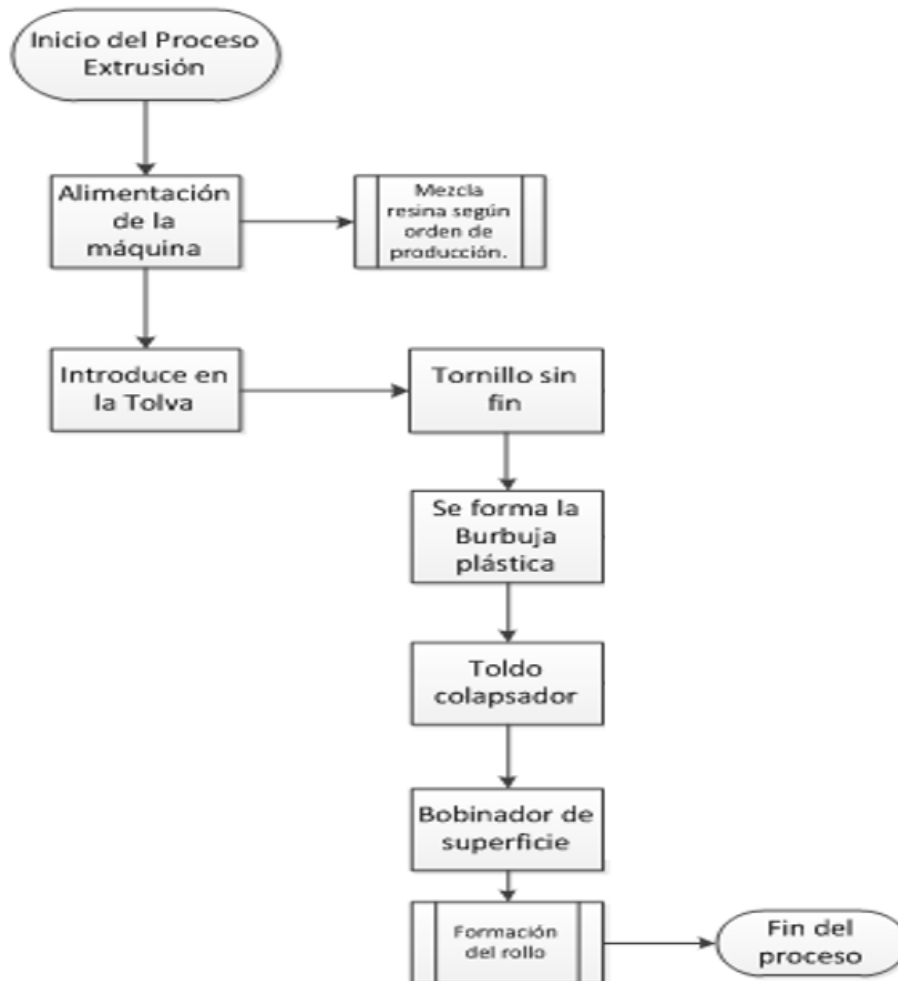 Inicio del Proceso
Extrusión
Alimentación
de la
máquina
Mezcla
resina según
orden de
producción.
Introduce en
la Tolva
Tornillo sin
fin
Se forma la
Burbuja
plástica
Toldo
colapsador
Bobinador de
superficie
Formación
del rollo
Fin del
proceso